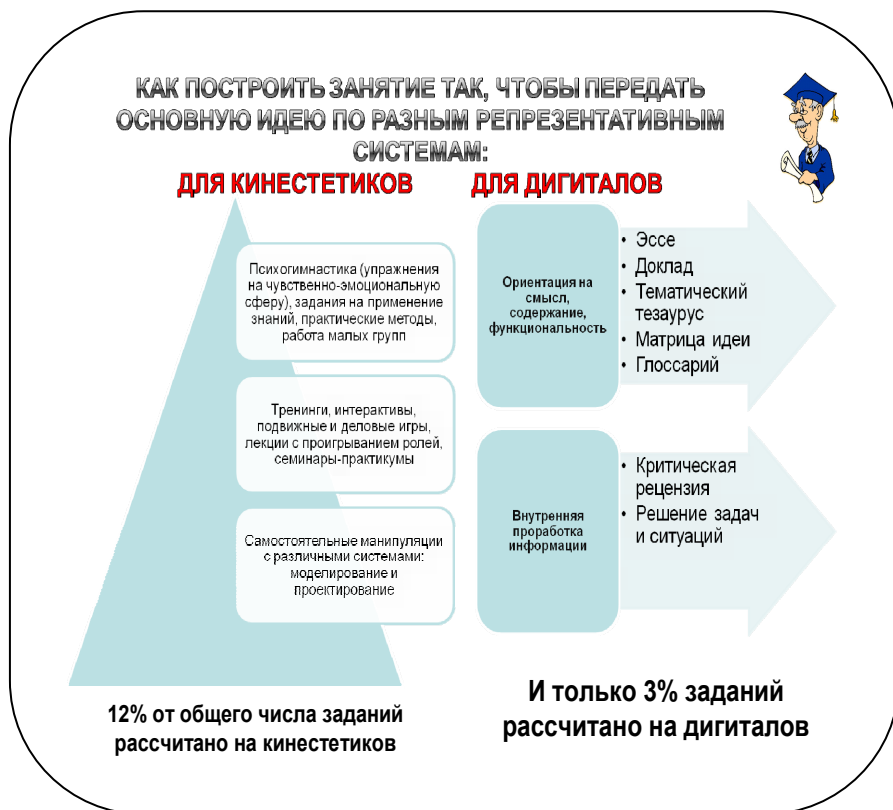 КАК ПОСТРОИТЬ ЗАНЯТИЕ ТАК, ЧТОБЫ ПЕРЕДАТЬ
ОСНОВНУЮ ИДЕЮ ПО РАЗНЫМ РЕПРЕЗЕНТАТИВНЫМ
СИСТЕМАМ:
ДЛЯ КИНЕСТЕТИКОВ
Психогимнастика (упражнения
на чувственно-эмоциональную
сферу), задания на применение
знаний, практические методы,
работа малых групп
Тренинги, интерактивы,
подвижные и деловые игры,
лекции с проигрыванием ролей,
семинары-практикумы
Самостоятельные манипуляции
с различными системами:
моделирование и
проектирование
12% от общего числа заданий
рассчитано на кинестетиков
ДЛЯ ДИГИТАЛОВ
Ориентация на
смысл,
содержание,
функциональность
• Эссе
• Доклад
• Тематический
тезаурус
• Матрица идеи
• Глоссарий
Внутренняя
проработка
информации
• Критическая
рецензия
• Решение задач
и ситуаций
И только 3% заданий
рассчитано на дигиталов